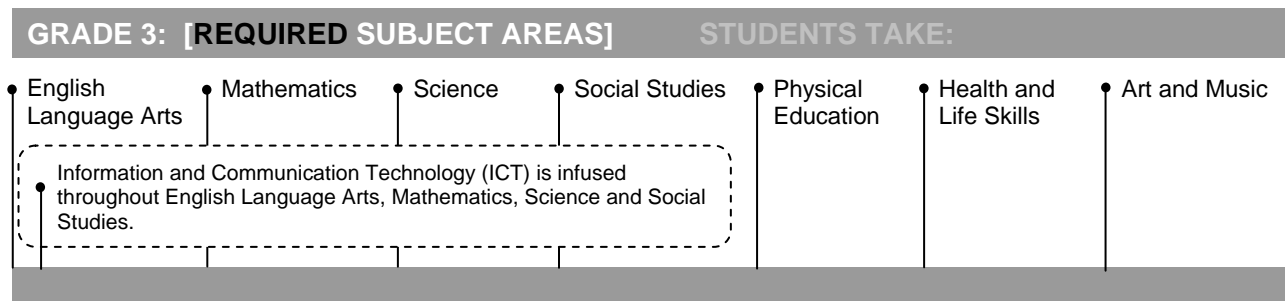 GRADE 3: [REQUIRED SUBJECT AREAS] STUDENTS TAKE:
English
Language Arts
Mathematics
Science
Social Studies
Physical
Education
Health and
Life Skills
Art and Music
Information and Communication Technology (ICT) is infused
throughout English Language Arts, Mathematics, Science and Social
Studies.